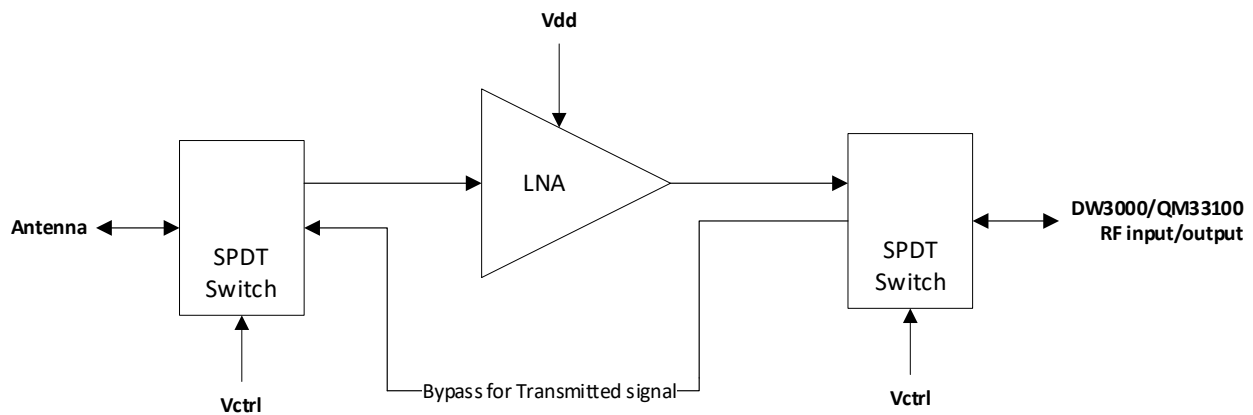 Vdd
LNA
Antenna
SPDT
Switch
DW3000/QM33100
RF input/output
SPDT
Switch
Bypass for Transmitted signal
Vctrl
Vctrl